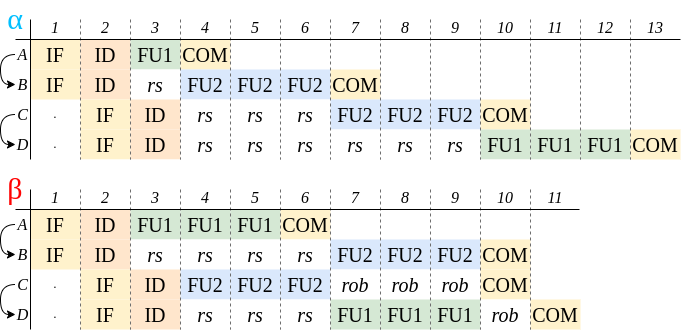 α 1 2 3 4 5 6 7 8 9 10 11 12 13
A IF ID FU1 COM
B IF ID rs FU2 FU2 FU2 COM
C . IF ID rs rs rs FU2 FU2 FU2 COM
D . IF ID rs rs rs rs rs rs FU1 FU1 FU1 COM
β 1 2 3 4 5 6 7 8 9 10 11
A IF ID FU1 FU1 FU1 COM
B IF ID rs rs rs rs FU2 FU2 FU2 COM
C . IF ID FU2 FU2 FU2 rob rob rob COM
D . IF ID rs rs rs FU1 FU1 FU1 rob COM